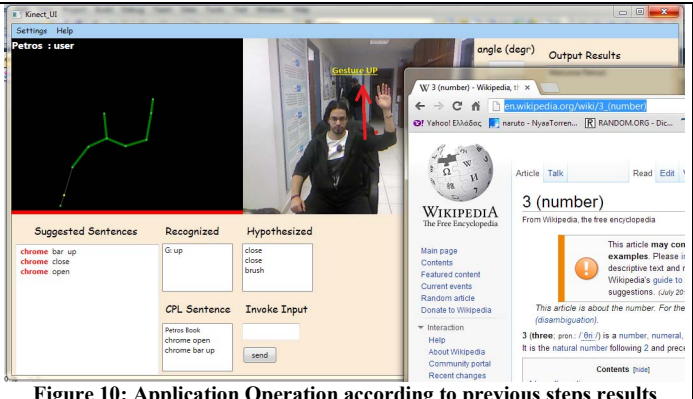 Kinect_UI
Settings Help
Petros : user
Gesture UP
angle (degr)
Output Results
Suggested Sentences
chrome bar up
chrome close
chrome open
Recognized
G: up
Hypothesized
close
close
brush
CPL Sentence
Petros Book
chrome open
chrome bar up
Invoke Input
send
3 (number) - Wikipedia, th
en.wikipedia.org/wiki/3_(number)
Yahoo! Ελλάδας naruto - NyaaTorren... RANDOM.ORG - Dic...
WIKIPEDIA
The Free Encyclopedia
Main page
Contents
Featured content
Current events
Random article
Donate to Wikipedia
Interaction
Help
About Wikipedia
Community portal
Recent changes
Article Talk Read Edit
3 (number)
From Wikipedia, the free encyclopedia
This article may con
examples. Please i
descriptive text and r
Wikipedia's guide to
suggestions. (July 20
This article is about the number. For the
(disambiguation).
3 (three; pron.: /ˈθriː/) is a number, numeral,
It is the natural number following 2 and prece
Contents [hide]
Figure 10: Application Operation according to previous steps results